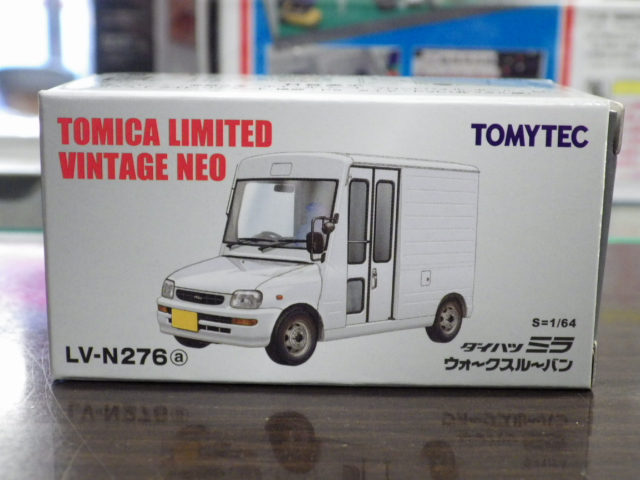 TOMICA LIMITED
VINTAGE NEO
TOMYTEC
S=1/64
LV-N276ⓐ
ダイハツ ミラ
ウォークスルーバン